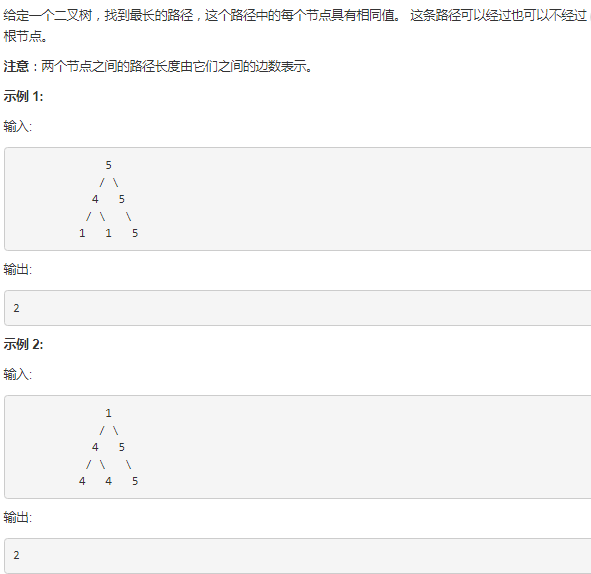 给定一个二叉树，找到最长的路径，这个路径中的每个节点具有相同值。 这条路径可以经过也可以不经过
根节点。
注意：两个节点之间的路径长度由它们之间的边数表示。
示例 1:
输入:
5
/ \
4 5
/ \ \
1 1 5
输出:
2
示例 2:
输入:
1
/ \
4 5
/ \ \
4 4 5
输出:
2